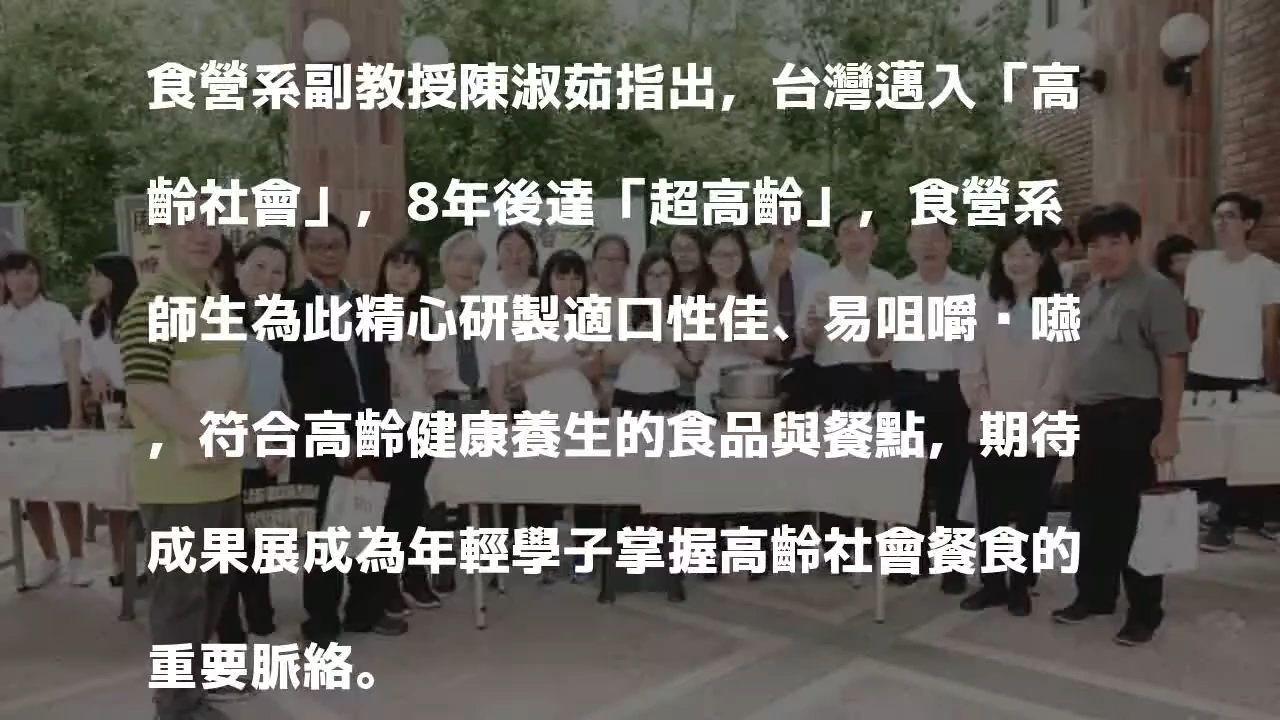 食營系副教授陳淑茹指出，台灣邁入「高
齡社會」，8年後達「超高齡」，食營系
師生為此精心研製適口性佳、易咀嚼·嚥
，符合高齡健康養生的食品與餐點，期待
成果展成為年輕學子掌握高齡社會餐食的
重要脈絡。